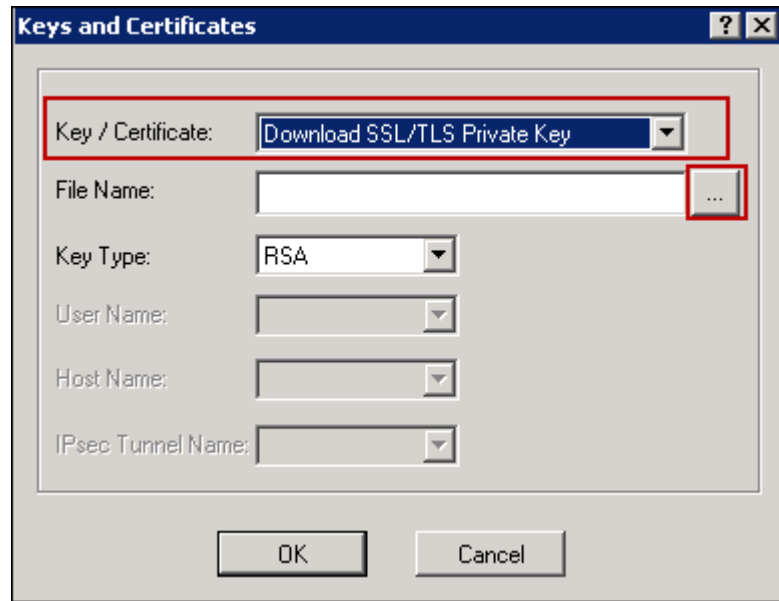 Keys and Certificates
Key / Certificate: Download SSL/TLS Private Key
File Name: ...
Key Type: RSA
User Name:
Host Name:
IPsec Tunnel Name:
OK Cancel